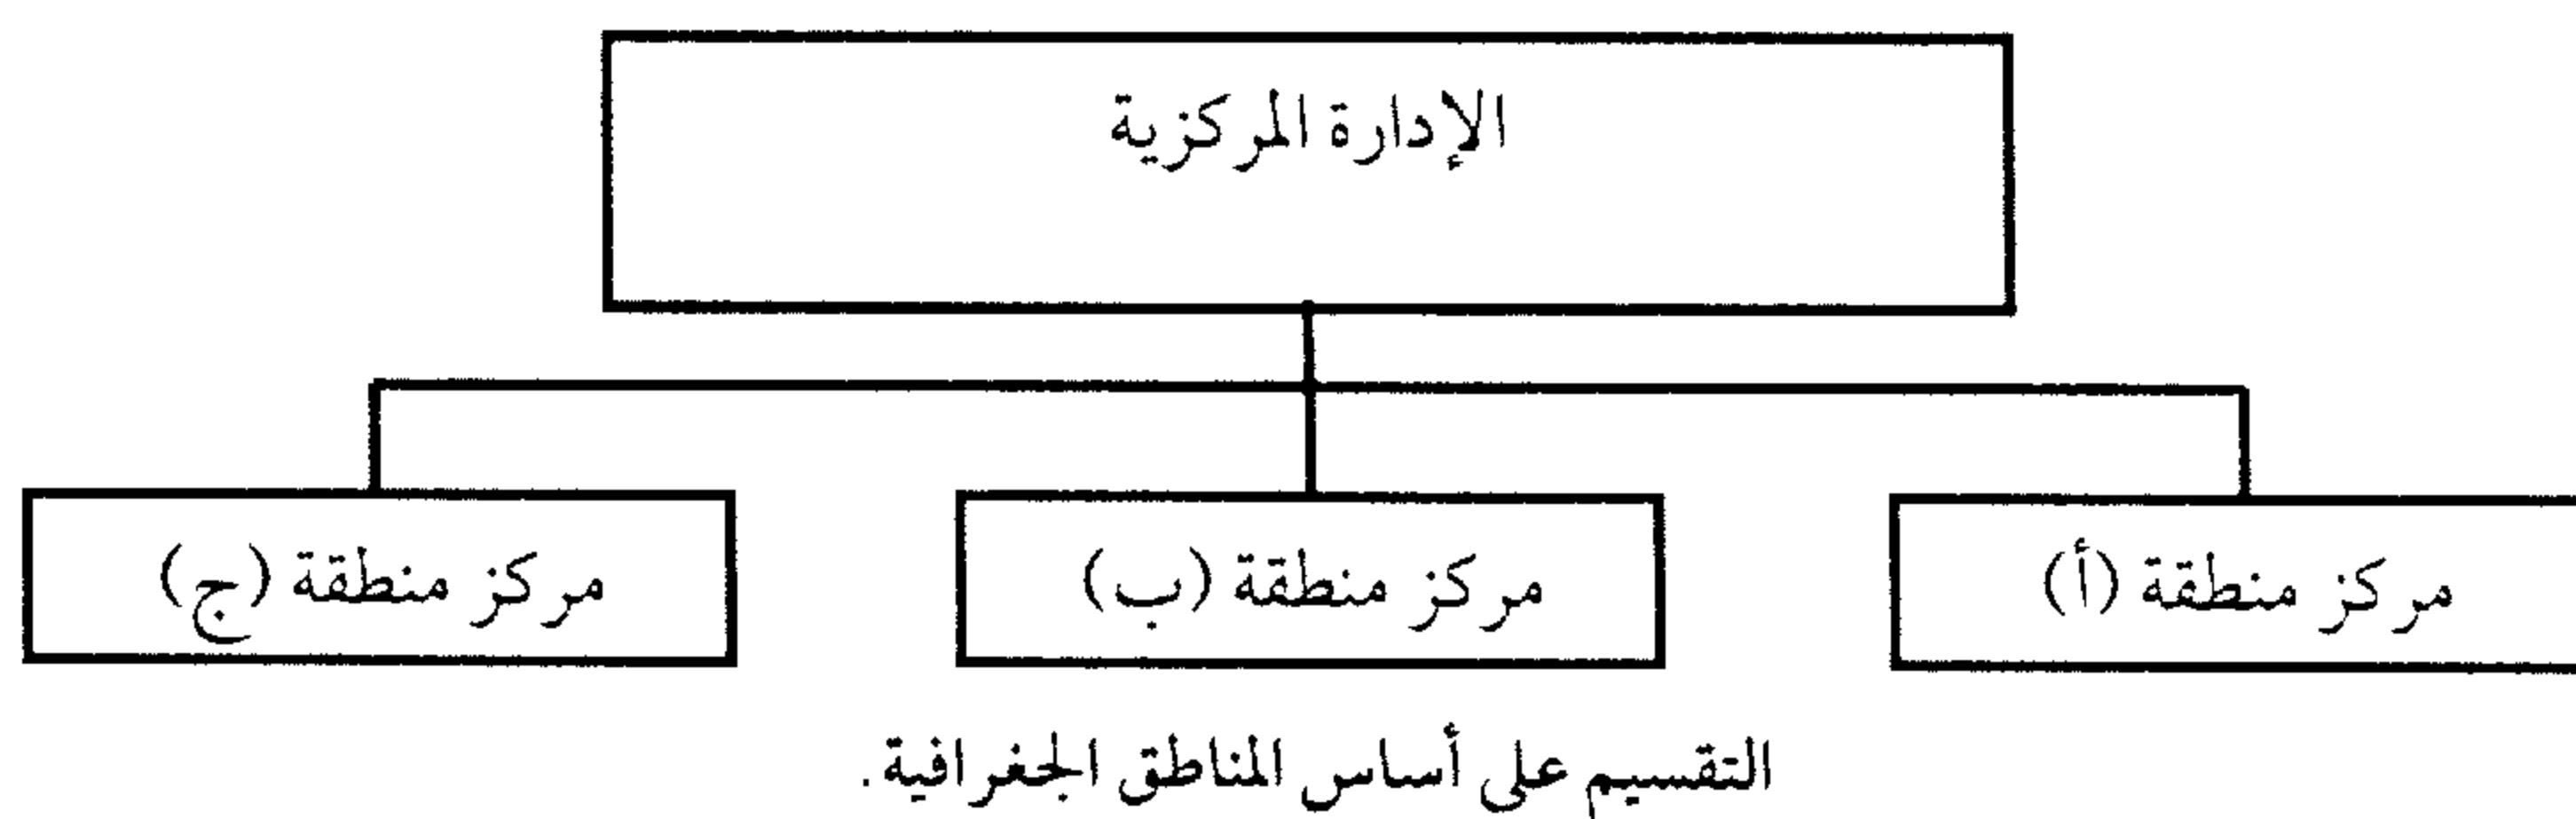 الإدارة المركزية
مركز منطقة (أ)
مركز منطقة (ب)
مركز منطقة (ج)
التقسيم على أساس المناطق الجغرافية.